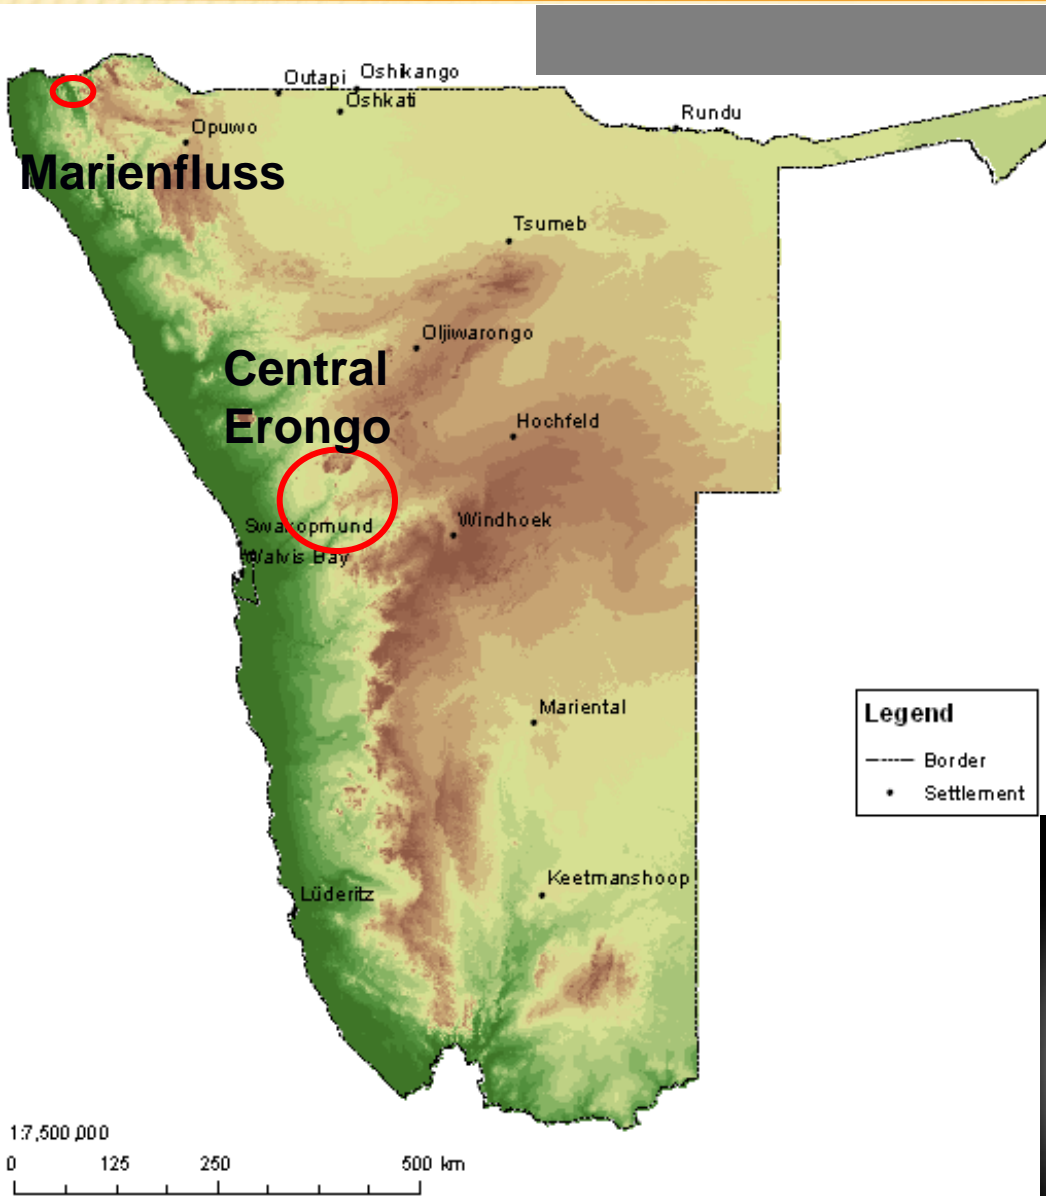 Outapi
Oshikango
Oshkati
Rundu
Opuwo
Marienfluss
Tsumeb
Oljiwarongo
Central
Erongo
Hochfeld
Swakopmund
Windhoek
Walvis Bay
Mariental
Legend
Border
Settlement
Keetmanshoop
Lüderitz
1:7,500,000
0 125 250 500 km